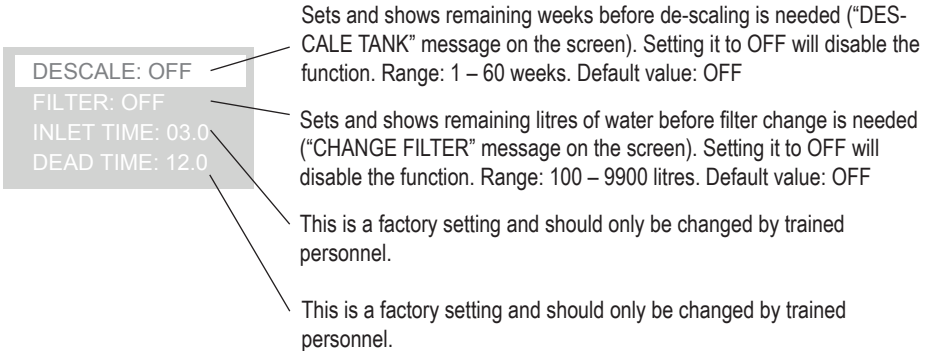 DESCALE: OFF
FILTER: OFF
INLET TIME: 03.0
DEAD TIME: 12.0
Sets and shows remaining weeks before de-scaling is needed (“DES-
CALE TANK” message on the screen). Setting it to OFF will disable the
function. Range: 1 – 60 weeks. Default value: OFF
Sets and shows remaining litres of water before filter change is needed
(“CHANGE FILTER” message on the screen). Setting it to OFF will
disable the function. Range: 100 – 9900 litres. Default value: OFF
This is a factory setting and should only be changed by trained
personnel.
This is a factory setting and should only be changed by trained
personnel.